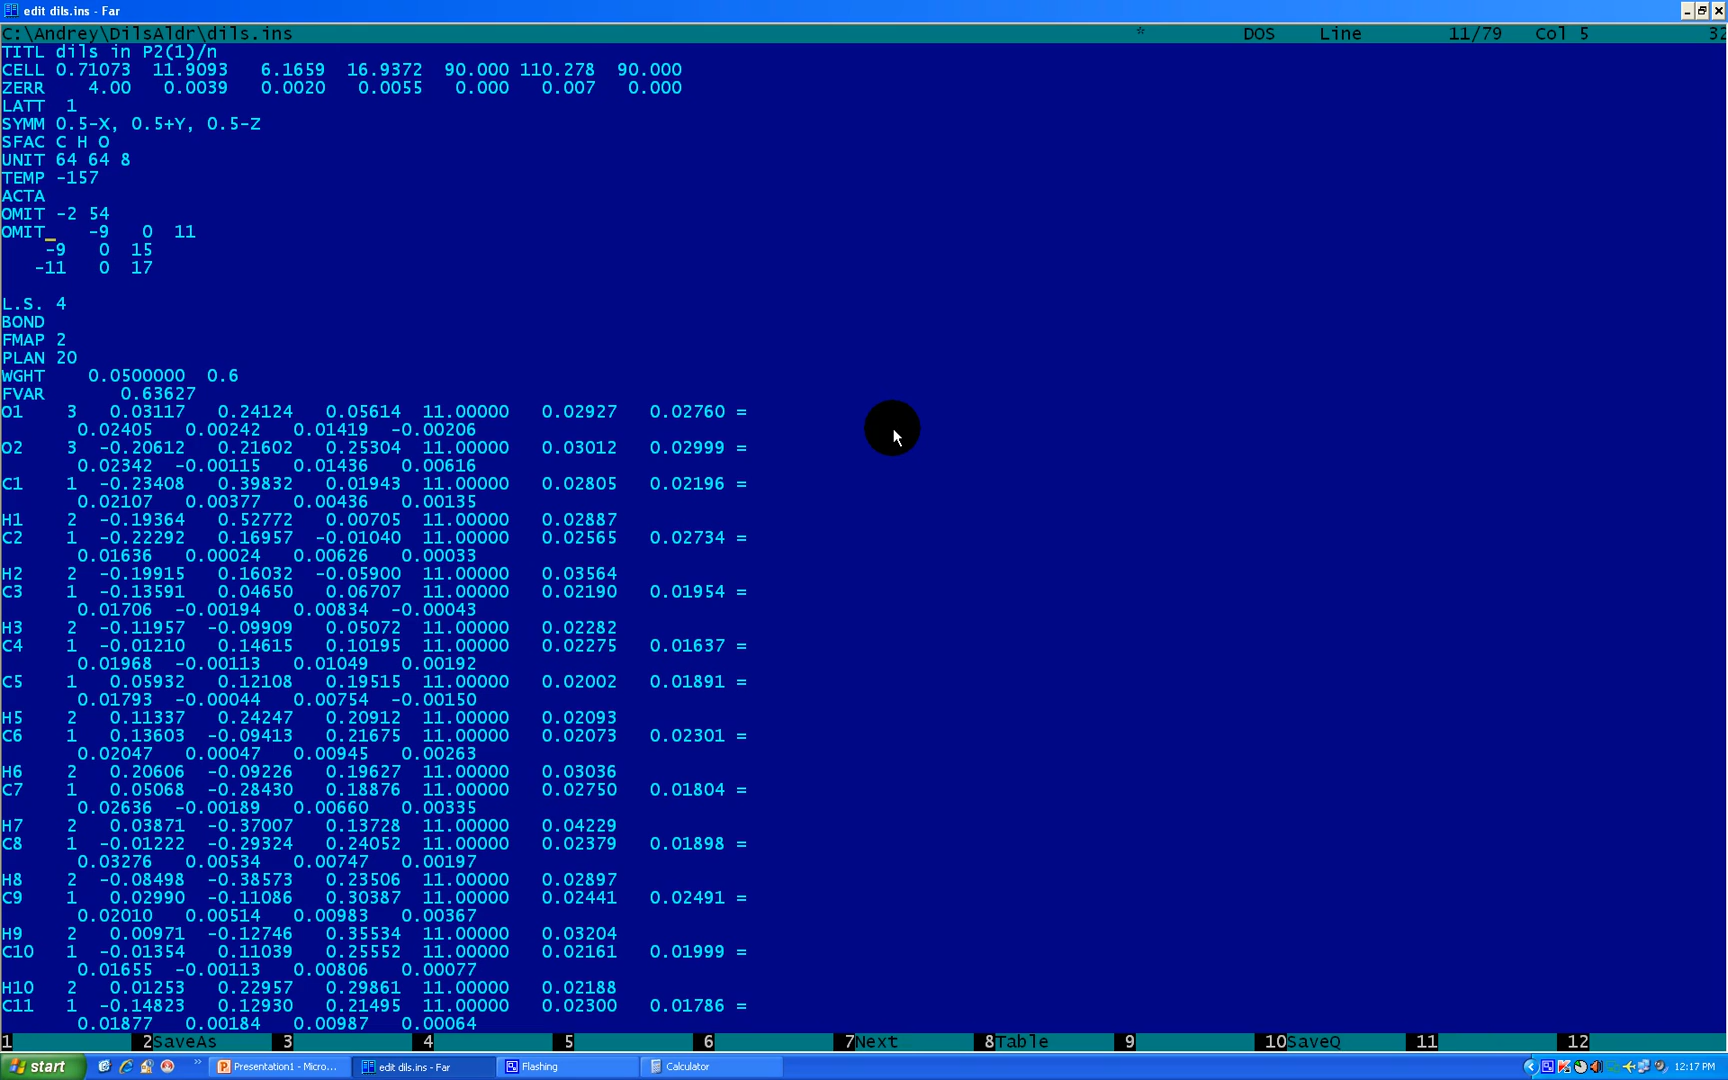 edit dils.ins - Far
C:\Andrey\DilsAldr\dils.ins * DOS Line 11/79 Col 5 32
TITL dils in P2(1)/n
CELL 0.71073 11.9093 6.1659 16.9372 90.000 110.278 90.000
ZERR 4.00 0.0039 0.0020 0.0055 0.000 0.007 0.000
LATT 1
SYMM 0.5-X, 0.5+Y, 0.5-Z
SFAC C H O
UNIT 64 64 8
TEMP -157
ACTA
OMIT -2 54
OMIT_ -9 0 11
-9 0 15
-11 0 17
L.S. 4
BOND
FMAP 2
PLAN 20
WGHT 0.0500000 0.6
FVAR 0.63627
O1 3 0.03117 0.24124 0.05614 11.00000 0.02927 0.02760 =
0.02405 0.00242 0.01419 -0.00206
O2 3 -0.20612 0.21602 0.25304 11.00000 0.03012 0.02999 =
0.02342 -0.00115 0.01436 0.00616
C1 1 -0.23408 0.39832 0.01943 11.00000 0.02805 0.02196 =
0.02107 0.00377 0.00436 0.00135
H1 2 -0.19364 0.52772 0.00705 11.00000 0.02887
C2 1 -0.22292 0.16957 -0.01040 11.00000 0.02565 0.02734 =
0.01636 0.00024 0.00626 0.00033
H2 2 -0.19915 0.16032 -0.05900 11.00000 0.03564
C3 1 -0.13591 0.04650 0.06707 11.00000 0.02190 0.01954 =
0.01706 -0.00194 0.00834 -0.00043
H3 2 -0.11957 -0.09909 0.05072 11.00000 0.02282
C4 1 -0.01210 0.14615 0.10195 11.00000 0.02275 0.01637 =
0.01968 -0.00113 0.01049 0.00192
C5 1 0.05932 0.12108 0.19515 11.00000 0.02002 0.01891 =
0.01793 -0.00044 0.00754 -0.00150
H5 2 0.11337 0.24247 0.20912 11.00000 0.02093
C6 1 0.13603 -0.09413 0.21675 11.00000 0.02073 0.02301 =
0.02047 0.00047 0.00945 0.00263
H6 2 0.20606 -0.09226 0.19627 11.00000 0.03036
C7 1 0.05068 -0.28430 0.18876 11.00000 0.02750 0.01804 =
0.02636 -0.00189 0.00660 0.00335
H7 2 0.03871 -0.37007 0.13728 11.00000 0.04229
C8 1 -0.01222 -0.29324 0.24052 11.00000 0.02379 0.01898 =
0.03276 0.00534 0.00747 0.00197
H8 2 -0.08498 -0.38573 0.23506 11.00000 0.02897
C9 1 0.02990 -0.11086 0.30387 11.00000 0.02441 0.02491 =
0.02010 0.00514 0.00983 0.00367
H9 2 0.00971 -0.12746 0.35534 11.00000 0.03204
C10 1 -0.01354 0.11039 0.25552 11.00000 0.02161 0.01999 =
0.01655 -0.00113 0.00806 0.00077
H10 2 0.01253 0.22957 0.29861 11.00000 0.02188
C11 1 -0.14823 0.12930 0.21495 11.00000 0.02300 0.01786 =
0.01877 0.00184 0.00987 0.00064
1 2SaveAs 3 4 5 6 7Next 8Table 9 10SaveQ 11 12
start Presentation1 - Micro... edit dils.ins - Far Flashing Calculator 12:17 PM